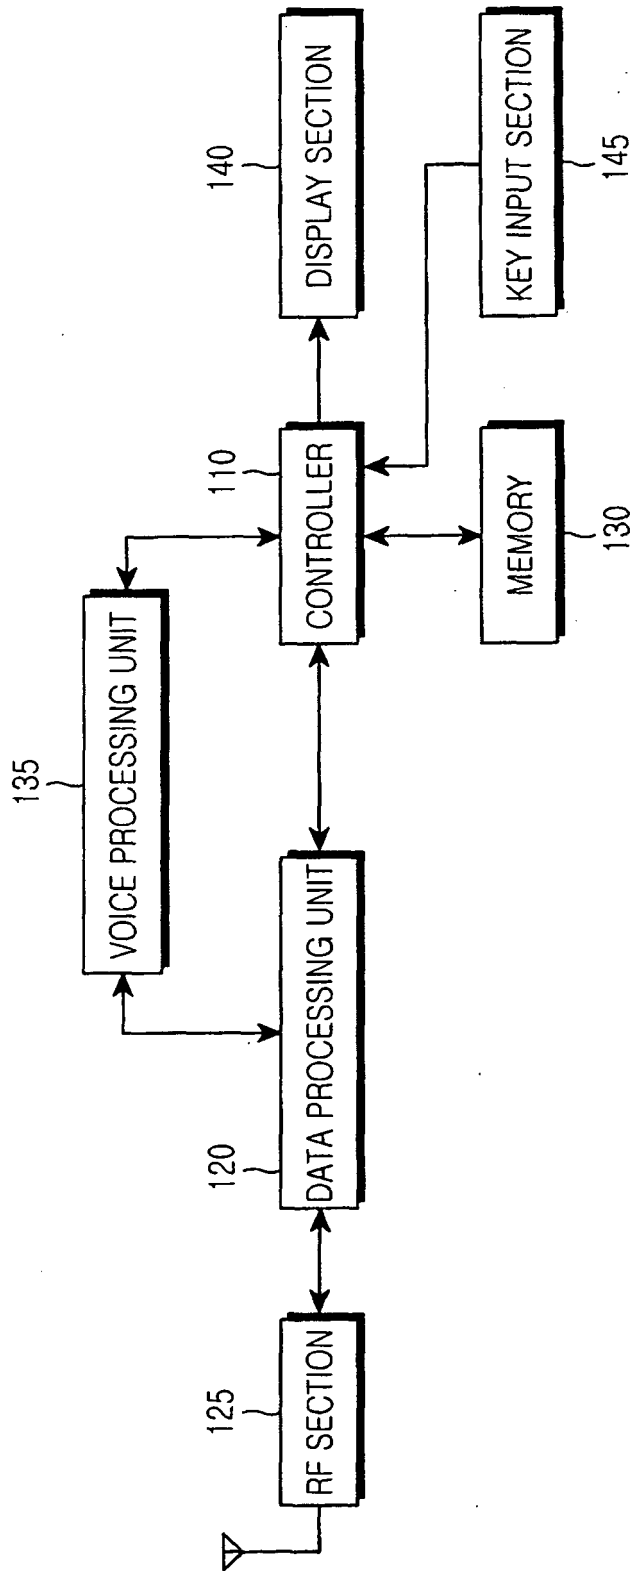 135
VOICE PROCESSING UNIT
125
RF SECTION
120
DATA PROCESSING UNIT
110
CONTROLLER
140
DISPLAY SECTION
MEMORY
130
KEY INPUT SECTION
145